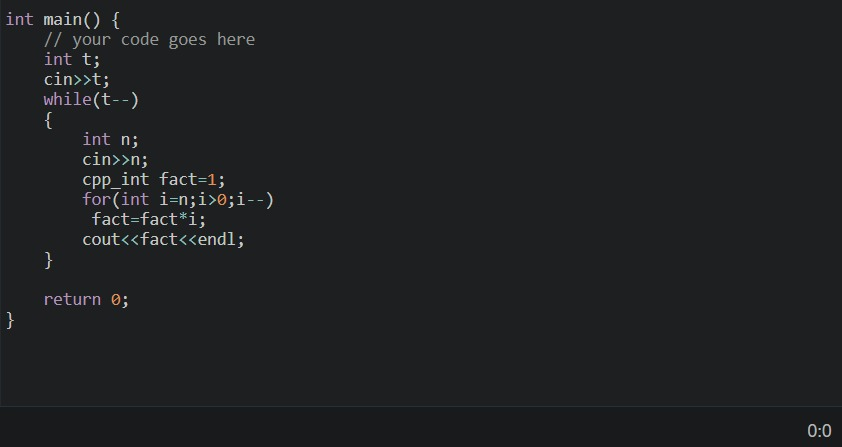 int main() {
    // your code goes here
    int t;
    cin>>t;
    while(t--)
    {
        int n;
        cin>>n;
        cpp_int fact=1;
        for(int i=n;i>0;i--)
         fact=fact*i;
        cout<<fact<<endl;
    }
    return 0;
}
0:0